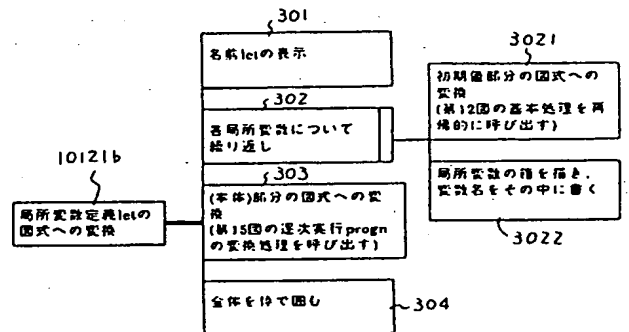 301
名前letの表示
302
各局所変数について
繰り返し
3021
初期値部分の図式への
変換
(第12図の基本処理を再
帰的に呼び出す)
局所変数の箱を描き、
変数名をその中に書く
3022
10121b
局所変数定義letの
図式への変換
303
(本体)部分の図式への変
換
(第15図の逐次実行progn
の変換処理を呼び出す)
全体を枠で囲む
304